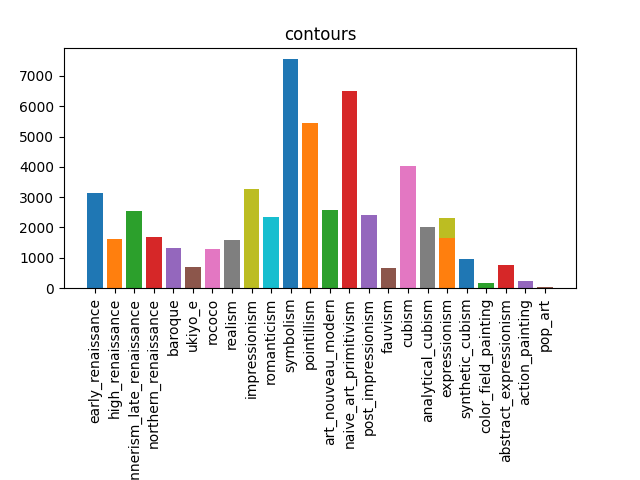 contours
7000
6000
5000
4000
3000
2000
1000
0
early_renaissance
high_renaissance
nnerism_late_renaissance
northern_renaissance
baroque
ukiyo_e
rococo
realism
impressionism
romanticism
symbolism
pointillism
art_nouveau_modern
naive_art_primitivism
post_impressionism
fauvism
cubism
analytical_cubism
expressionism
synthetic_cubism
color_field_painting
abstract_expressionism
action_painting
pop_art